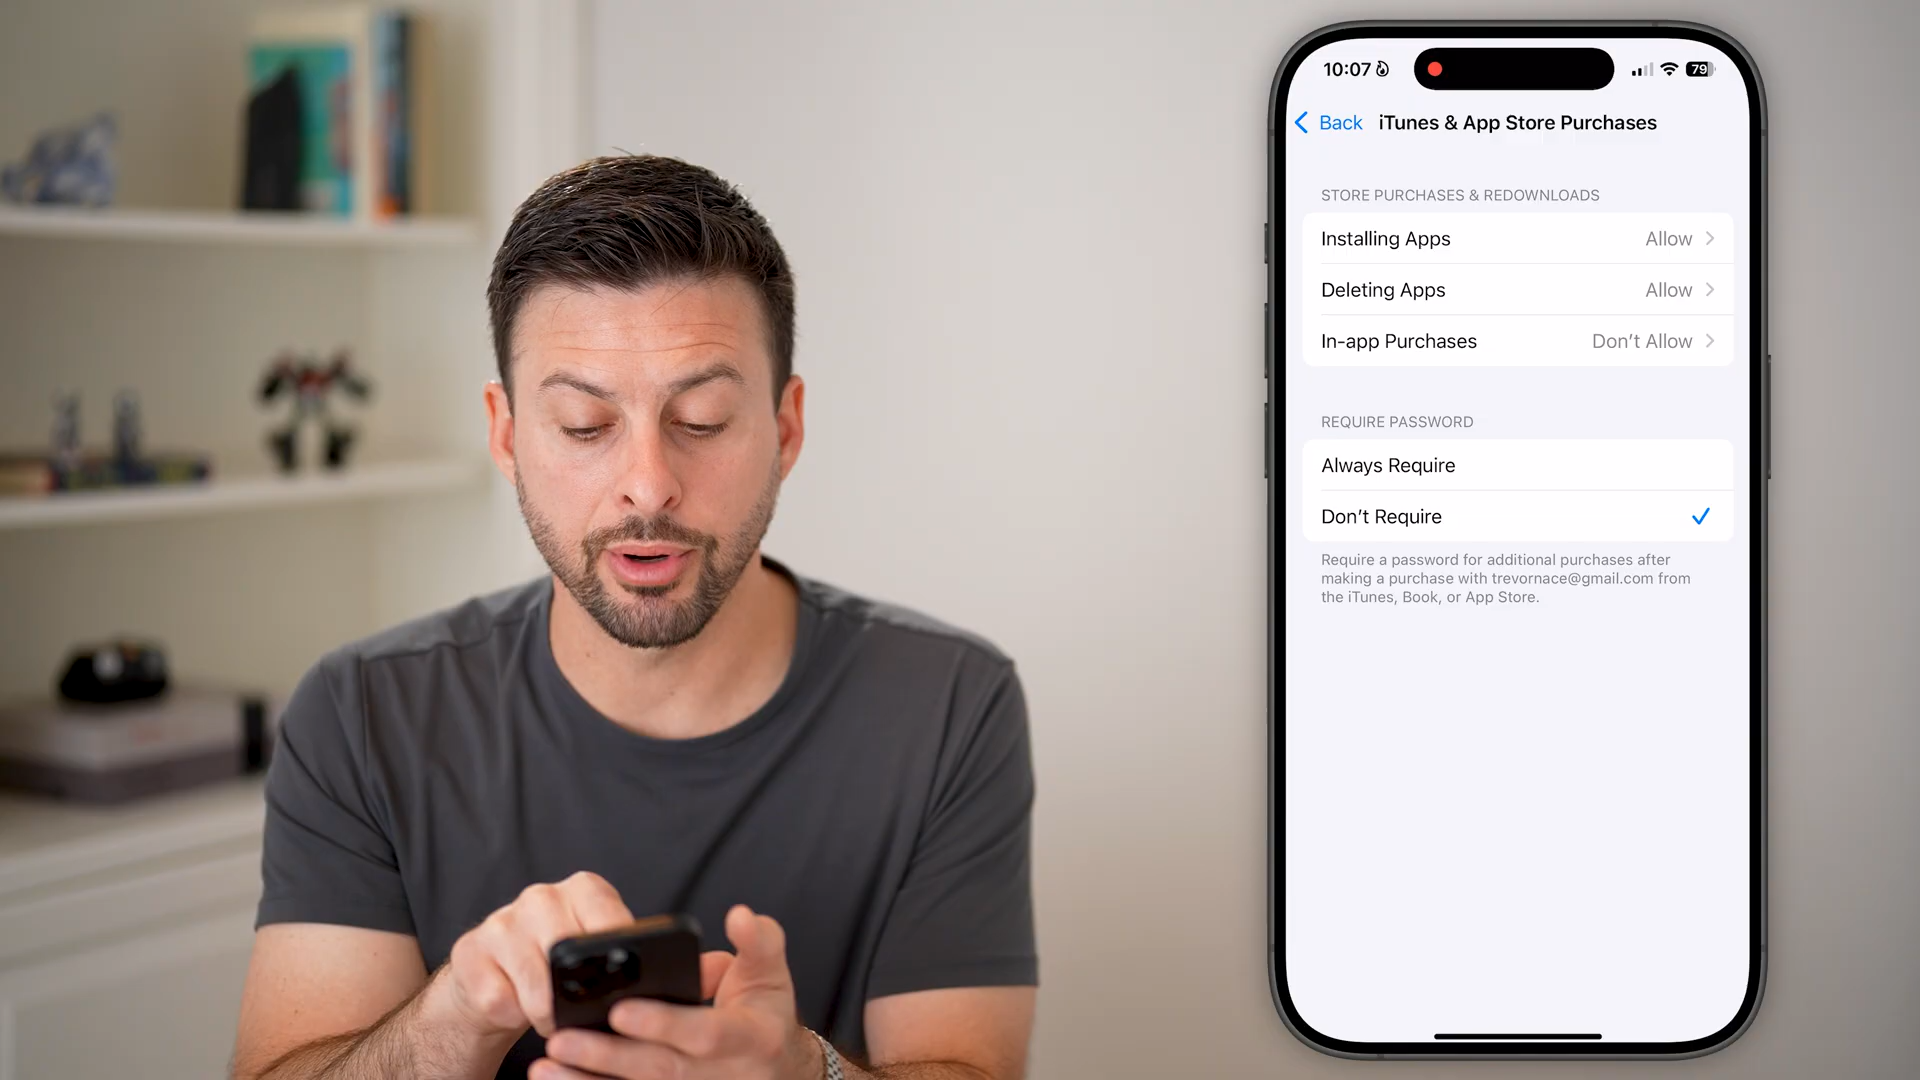 10:07
79
Back iTunes & App Store Purchases
STORE PURCHASES & REDOWNLOADS
Installing Apps Allow
Deleting Apps Allow
In-app Purchases Don't Allow
REQUIRE PASSWORD
Always Require
Don't Require
Require a password for additional purchases after
making a purchase with trevornace@gmail.com from
the iTunes, Book, or App Store.